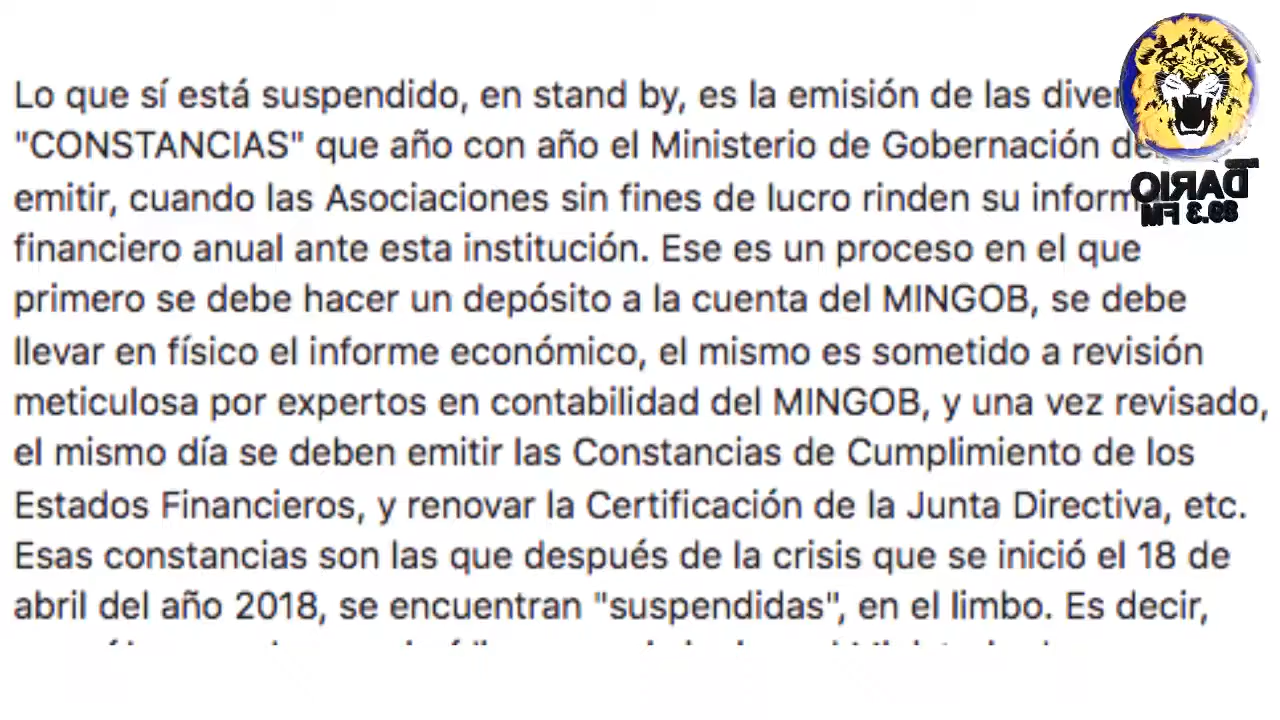 Lo que sí está suspendido, en stand by, es la emisión de las
"CONSTANCIAS" que año con año el Ministerio de Gobernación
emitir, cuando las Asociaciones sin fines de lucro rinden su
financiero anual ante esta institución. Ese es un proceso en el que
primero se debe hacer un depósito a la cuenta del MINGOB, se debe
llevar en físico el informe económico, el mismo es sometido a revisión
meticulosa por expertos en contabilidad del MINGOB, y una vez revisado,
el mismo día se deben emitir las Constancias de Cumplimiento de los
Estados Financieros, y renovar la Certificación de la Junta Directiva, etc.
Esas constancias son las que después de la crisis que se inició el 18 de
abril del año 2018, se encuentran "suspendidas", en el limbo. Es decir,
DARIO
89.3 FM